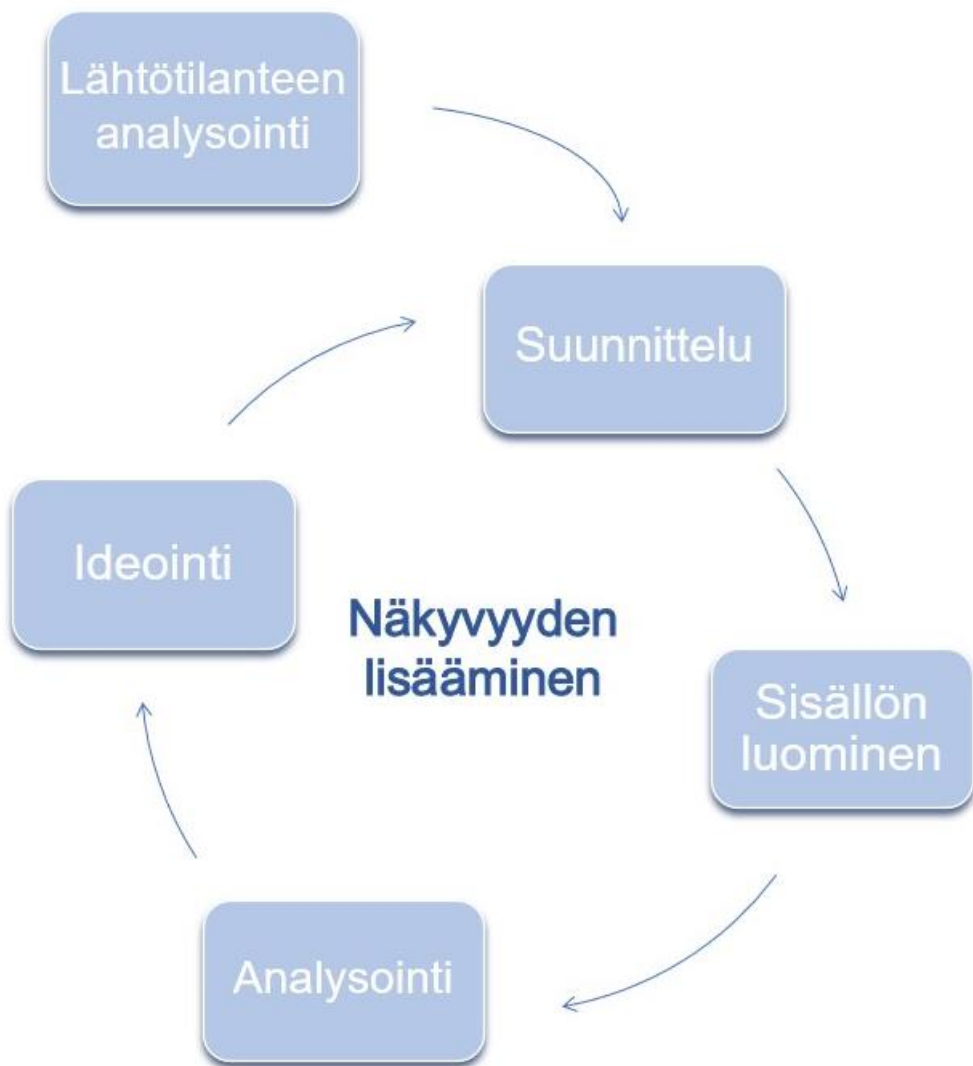 Lähtötilanteen
analysointi
Suunnittelu
Ideointi
Näkyvyyden
lisääminen
Sisällön
luominen
Analysointi